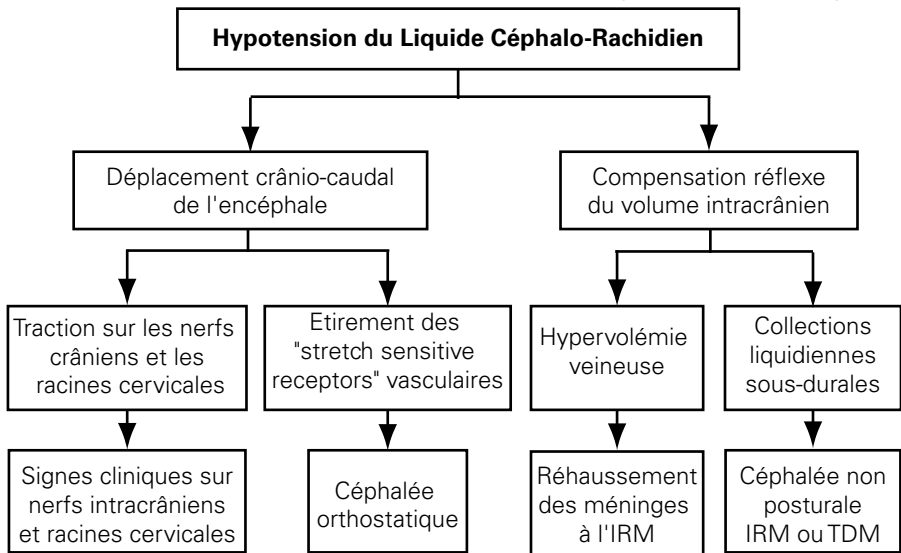 Hypotension du Liquide Céphalo-Rachidien
Déplacement crânio-caudal
de l'encéphale
Compensation réflexe
du volume intracrânien
Traction sur les nerfs
crâniens et les
racines cervicales
Etirement des
"stretch sensitive
receptors" vasculaires
Hypervolémie
veineuse
Collections
liquidiennes
sous-durales
Signes cliniques sur
nerfs intracrâniens
et racines cervicales
Céphalée
orthostatique
Réhaussement
des méninges
à l'IRM
Céphalée non
posturale
IRM ou TDM